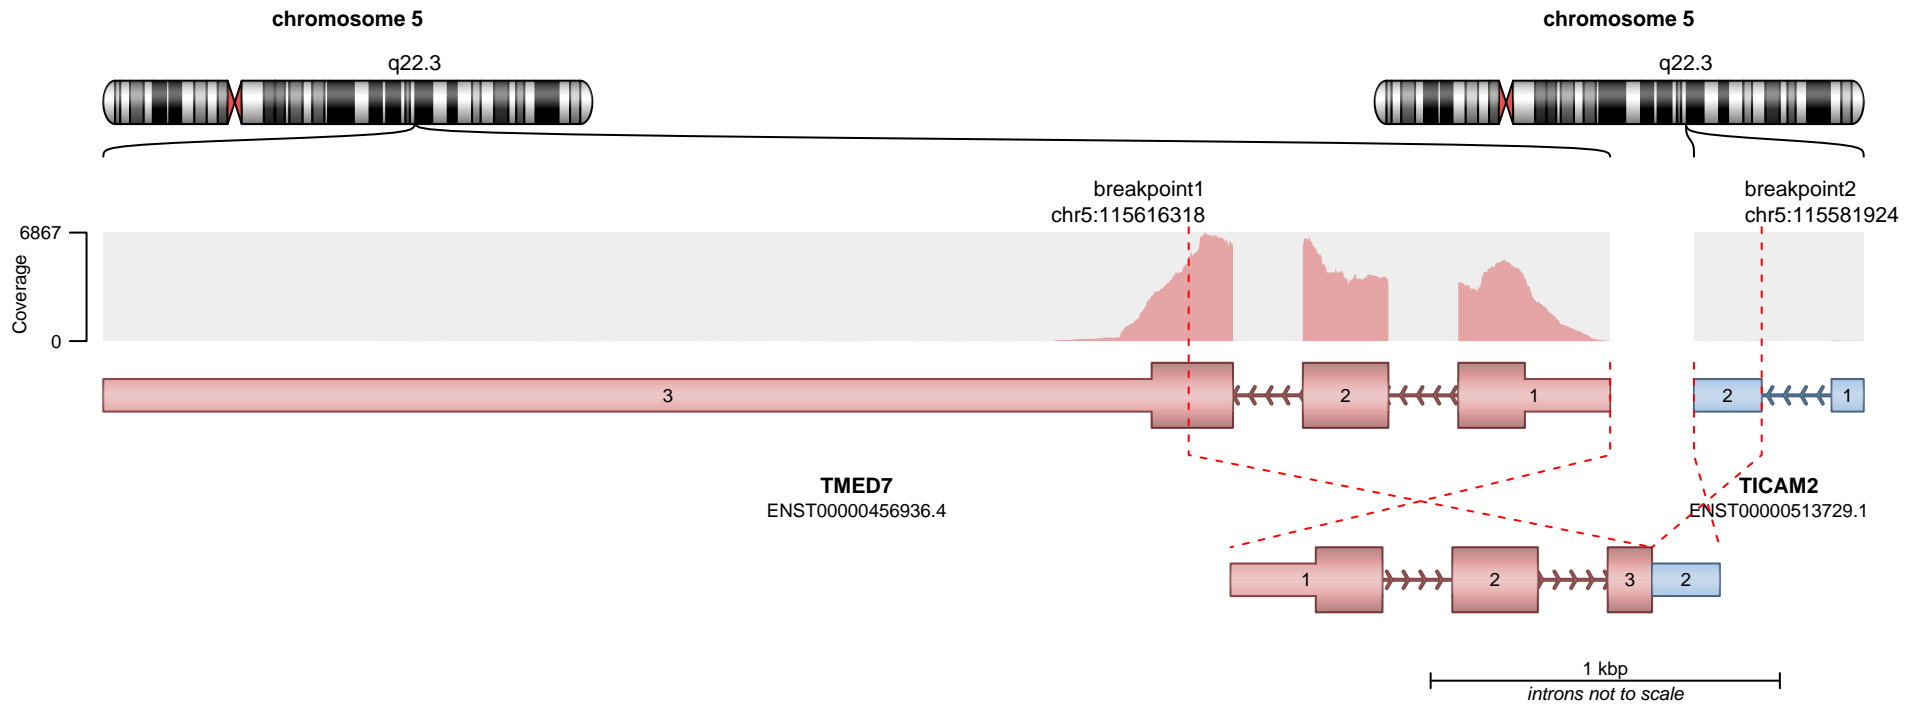 chromosome 5
chromosome 5
q22.3
q22.3
breakpoint1
chr5:115616318
breakpoint2
chr5:115581924
6867
Coverage
0
3
2
1
2
1
TMED7
ENST00000456936.4
TICAM2
ENST00000513729.1
1
2
3
2
1 kbp
introns not to scale